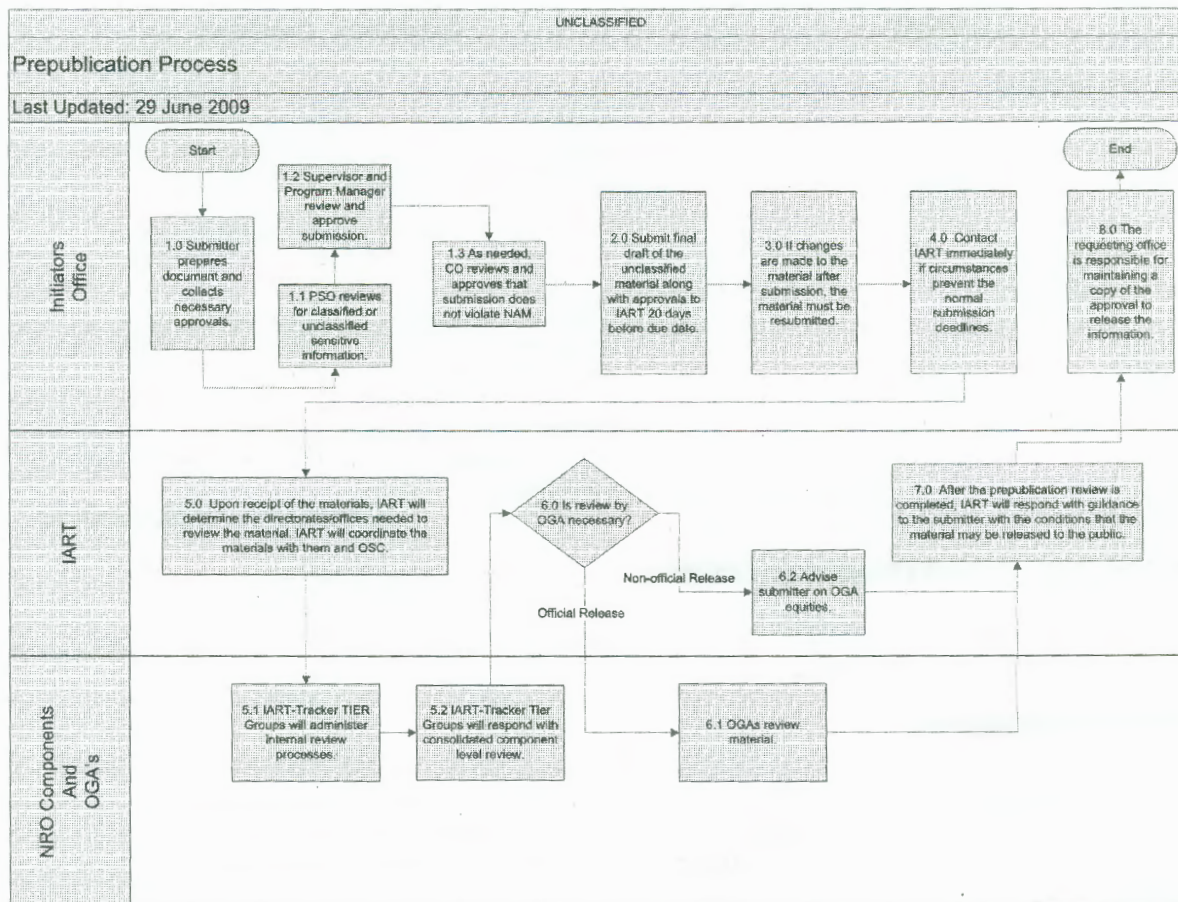 UNCLASSIFIED
Prepublication Process
Last Updated: 29 June 2009
Initiators
Office
Start
1.0 Submitter
prepares
document and
collects
necessary
approvals.
1.2 Supervisor and
Program Manager
review and
approve
submission.
1.1 PSO reviews
for classified or
unclassified
sensitive
information.
1.3 As needed,
CO reviews and
approves that
submission does
not violate NAM.
2.0 Submit final
draft of the
unclassified
material along
with approvals to
IART 20 days
before due date.
3.0 If changes
are made to the
material after
submission, the
material must be
resubmitted.
4.0 Contact
IART immediately
if circumstances
prevent the
normal
submission
deedlines.
End
8.0 The
requesting office
is responsible for
maintaining a
copy of the
approval to
release the
information.
IART
5.0 Upon receipt of the materials, IART will
determine the directorates/offices needed to
review the material. IART will coordinate the
materials with them and OSC.
6.0 Is review by
OGA necessary?
Non-official Release
Official Release
6.2 Advise
submitter on OGA
equities.
7.0 After the prepublication review is
completed, IART will respond with guidance
to the submitter with the conditions that the
material may be released to the public.
NRO Components
And
OGA's
5.1 IART-Tracker TIER
Groups will administer
internal review
processes.
5.2 IART-Tracker Tier
Groups will respond with
consolidated component
level review.
6.1 OGAs review
material.